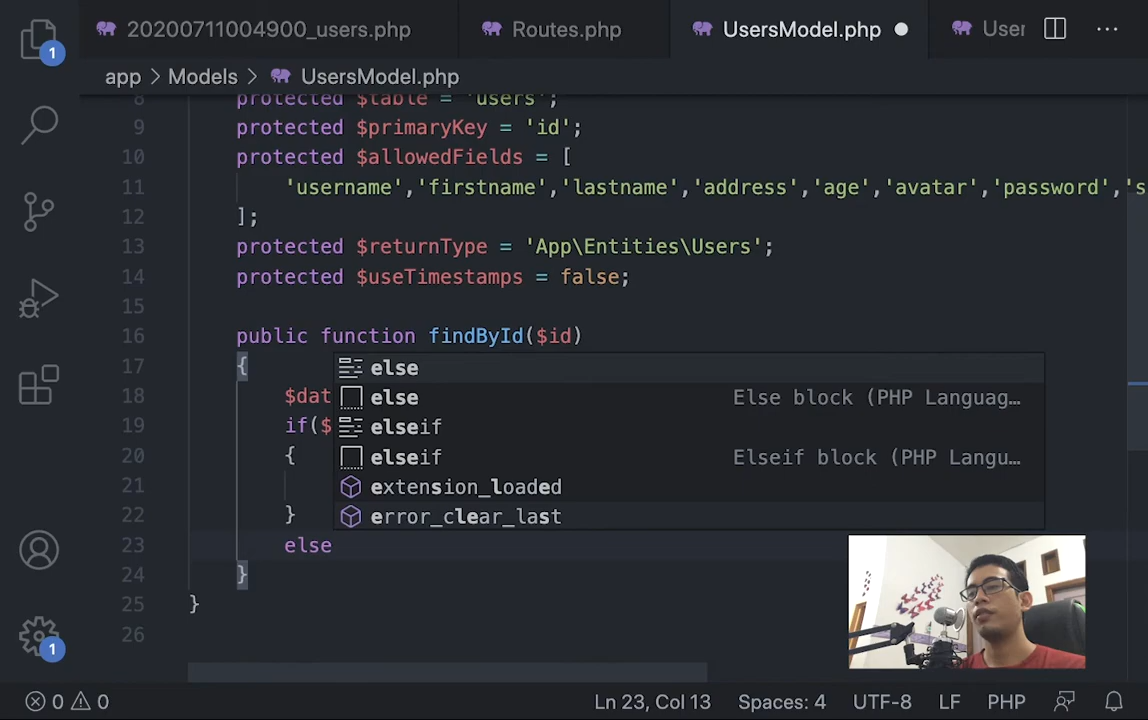 20200711004900_users.php Routes.php UsersModel.php User ...
1
app > Models > UsersModel.php
8 protected $table = 'users';
9 protected $primaryKey = 'id';
10 protected $allowedFields = [
11 'username','firstname','lastname','address','age','avatar','password','s
12 ];
13 protected $returnType = 'App\Entities\Users';
14 protected $useTimestamps = false;
15
16 public function findById($id)
17 {
else
18 $dat
else Else block (PHP Languag...
19 if($
elseif
20 {
elseif Elseif block (PHP Langu...
21
extension_loaded
22 }
error_clear_last
23 else
24 }
25 }
26
1
0 0 Ln 23, Col 13 Spaces: 4 UTF-8 LF PHP